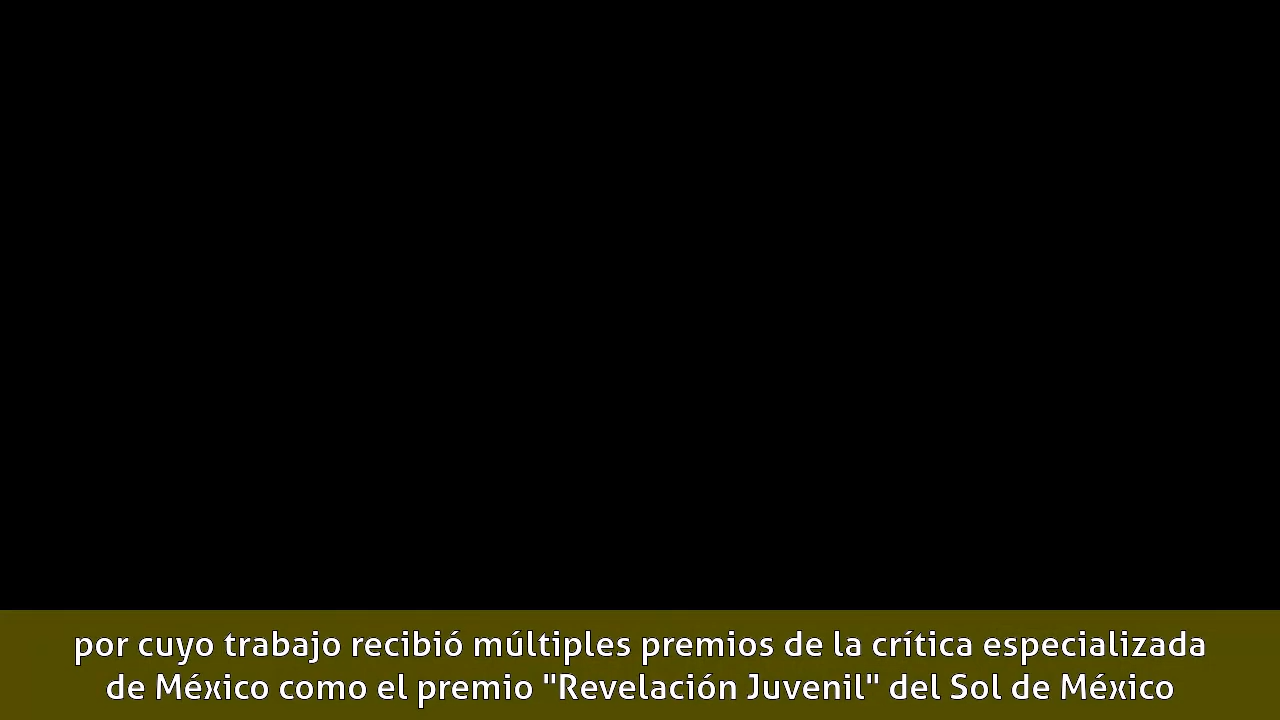 por cuyo trabajo recibió múltiples premios de la crítica especializada
de México como el premio "Revelación Juvenil" del Sol de México